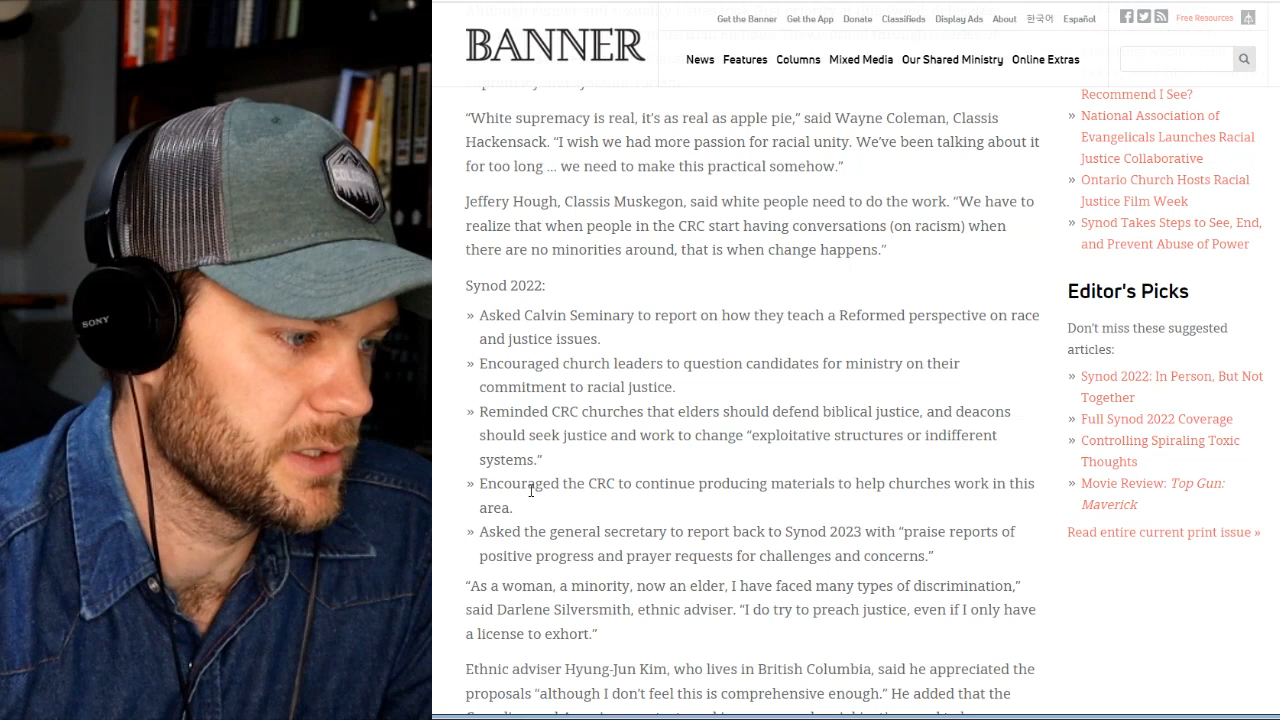 Get the Banner Get the App Donate Classifieds Display Ads About 한국어 Español
Free Resources
BANNER
News Features Columns Mixed Media Our Shared Ministry Online Extras
“White supremacy is real, it’s as real as apple pie,” said Wayne Coleman, Classis
Hackensack. “I wish we had more passion for racial unity. We’ve been talking about it
for too long ... we need to make this practical somehow.”
Jeffery Hough, Classis Muskegon, said white people need to do the work. “We have to
realize that when people in the CRC start having conversations (on racism) when
there are no minorities around, that is when change happens.”
Synod 2022:
» Asked Calvin Seminary to report on how they teach a Reformed perspective on race
and justice issues.
» Encouraged church leaders to question candidates for ministry on their
commitment to racial justice.
» Reminded CRC churches that elders should defend biblical justice, and deacons
should seek justice and work to change “exploitative structures or indifferent
systems.”
» Encouraged the CRC to continue producing materials to help churches work in this
area.
» Asked the general secretary to report back to Synod 2023 with “praise reports of
positive progress and prayer requests for challenges and concerns.”
“As a woman, a minority, now an elder, I have faced many types of discrimination,”
said Darlene Silversmith, ethnic adviser. “I do try to preach justice, even if I only have
a license to exhort.”
Ethnic adviser Hyung-Jun Kim, who lives in British Columbia, said he appreciated the
proposals “although I don’t feel this is comprehensive enough.” He added that the
Recommend I See?
» National Association of
Evangelicals Launches Racial
Justice Collaborative
» Ontario Church Hosts Racial
Justice Film Week
» Synod Takes Steps to See, End,
and Prevent Abuse of Power
Editor's Picks
Don’t miss these suggested
articles:
» Synod 2022: In Person, But Not
Together
» Full Synod 2022 Coverage
» Controlling Spiraling Toxic
Thoughts
» Movie Review: Top Gun:
Maverick
Read entire current print issue »
SONY